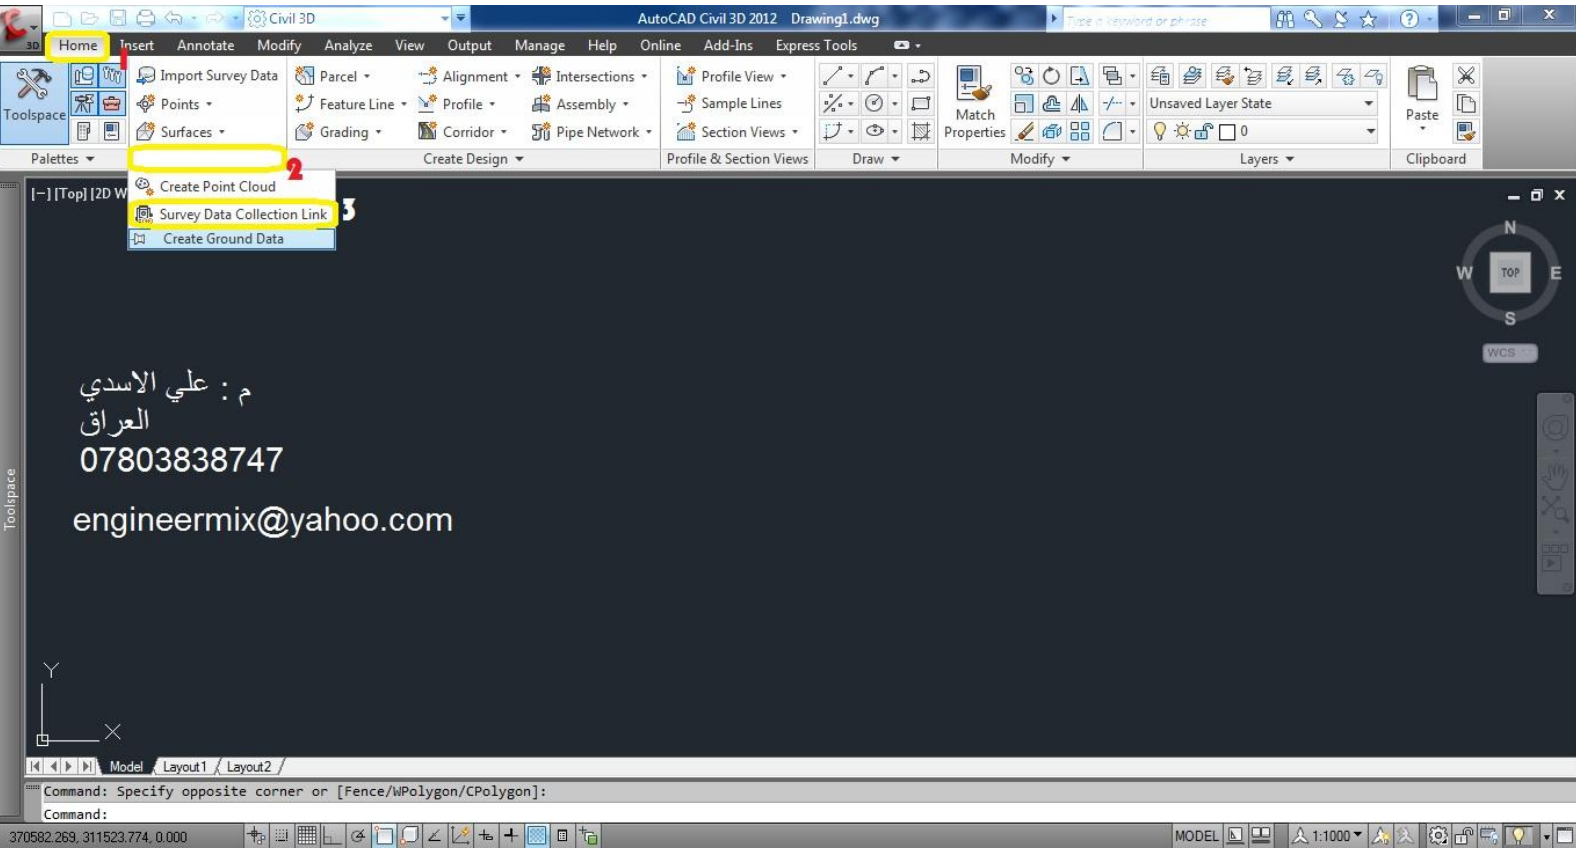 Civil 3D
AutoCAD Civil 3D 2012 Drawing1.dwg
Type a keyword or phrase
3D
Home Insert Annotate Modify Analyze View Output Manage Help Online Add-Ins Express Tools
1
Import Survey Data Parcel Alignment Intersections Profile View
Points Feature Line Profile Assembly Sample Lines
Surfaces Grading Corridor Pipe Network Section Views
Toolspace
Match
Properties
Unsaved Layer State
0
Paste
Palettes Create Design Profile & Section Views Draw Modify Layers Clipboard
2
Create Point Cloud
Survey Data Collection Link
3
Create Ground Data
[−] [Top] [2D W
N
W TOP E
S
WCS
م : علي الاسدي
العراق
07803838747
engineermix@yahoo.com
Toolspace
Y
X
Model Layout1 Layout2
Command: Specify opposite corner or [Fence/WPolygon/CPolygon]:
Command:
370582.269, 311523.774, 0.000
MODEL
1:1000